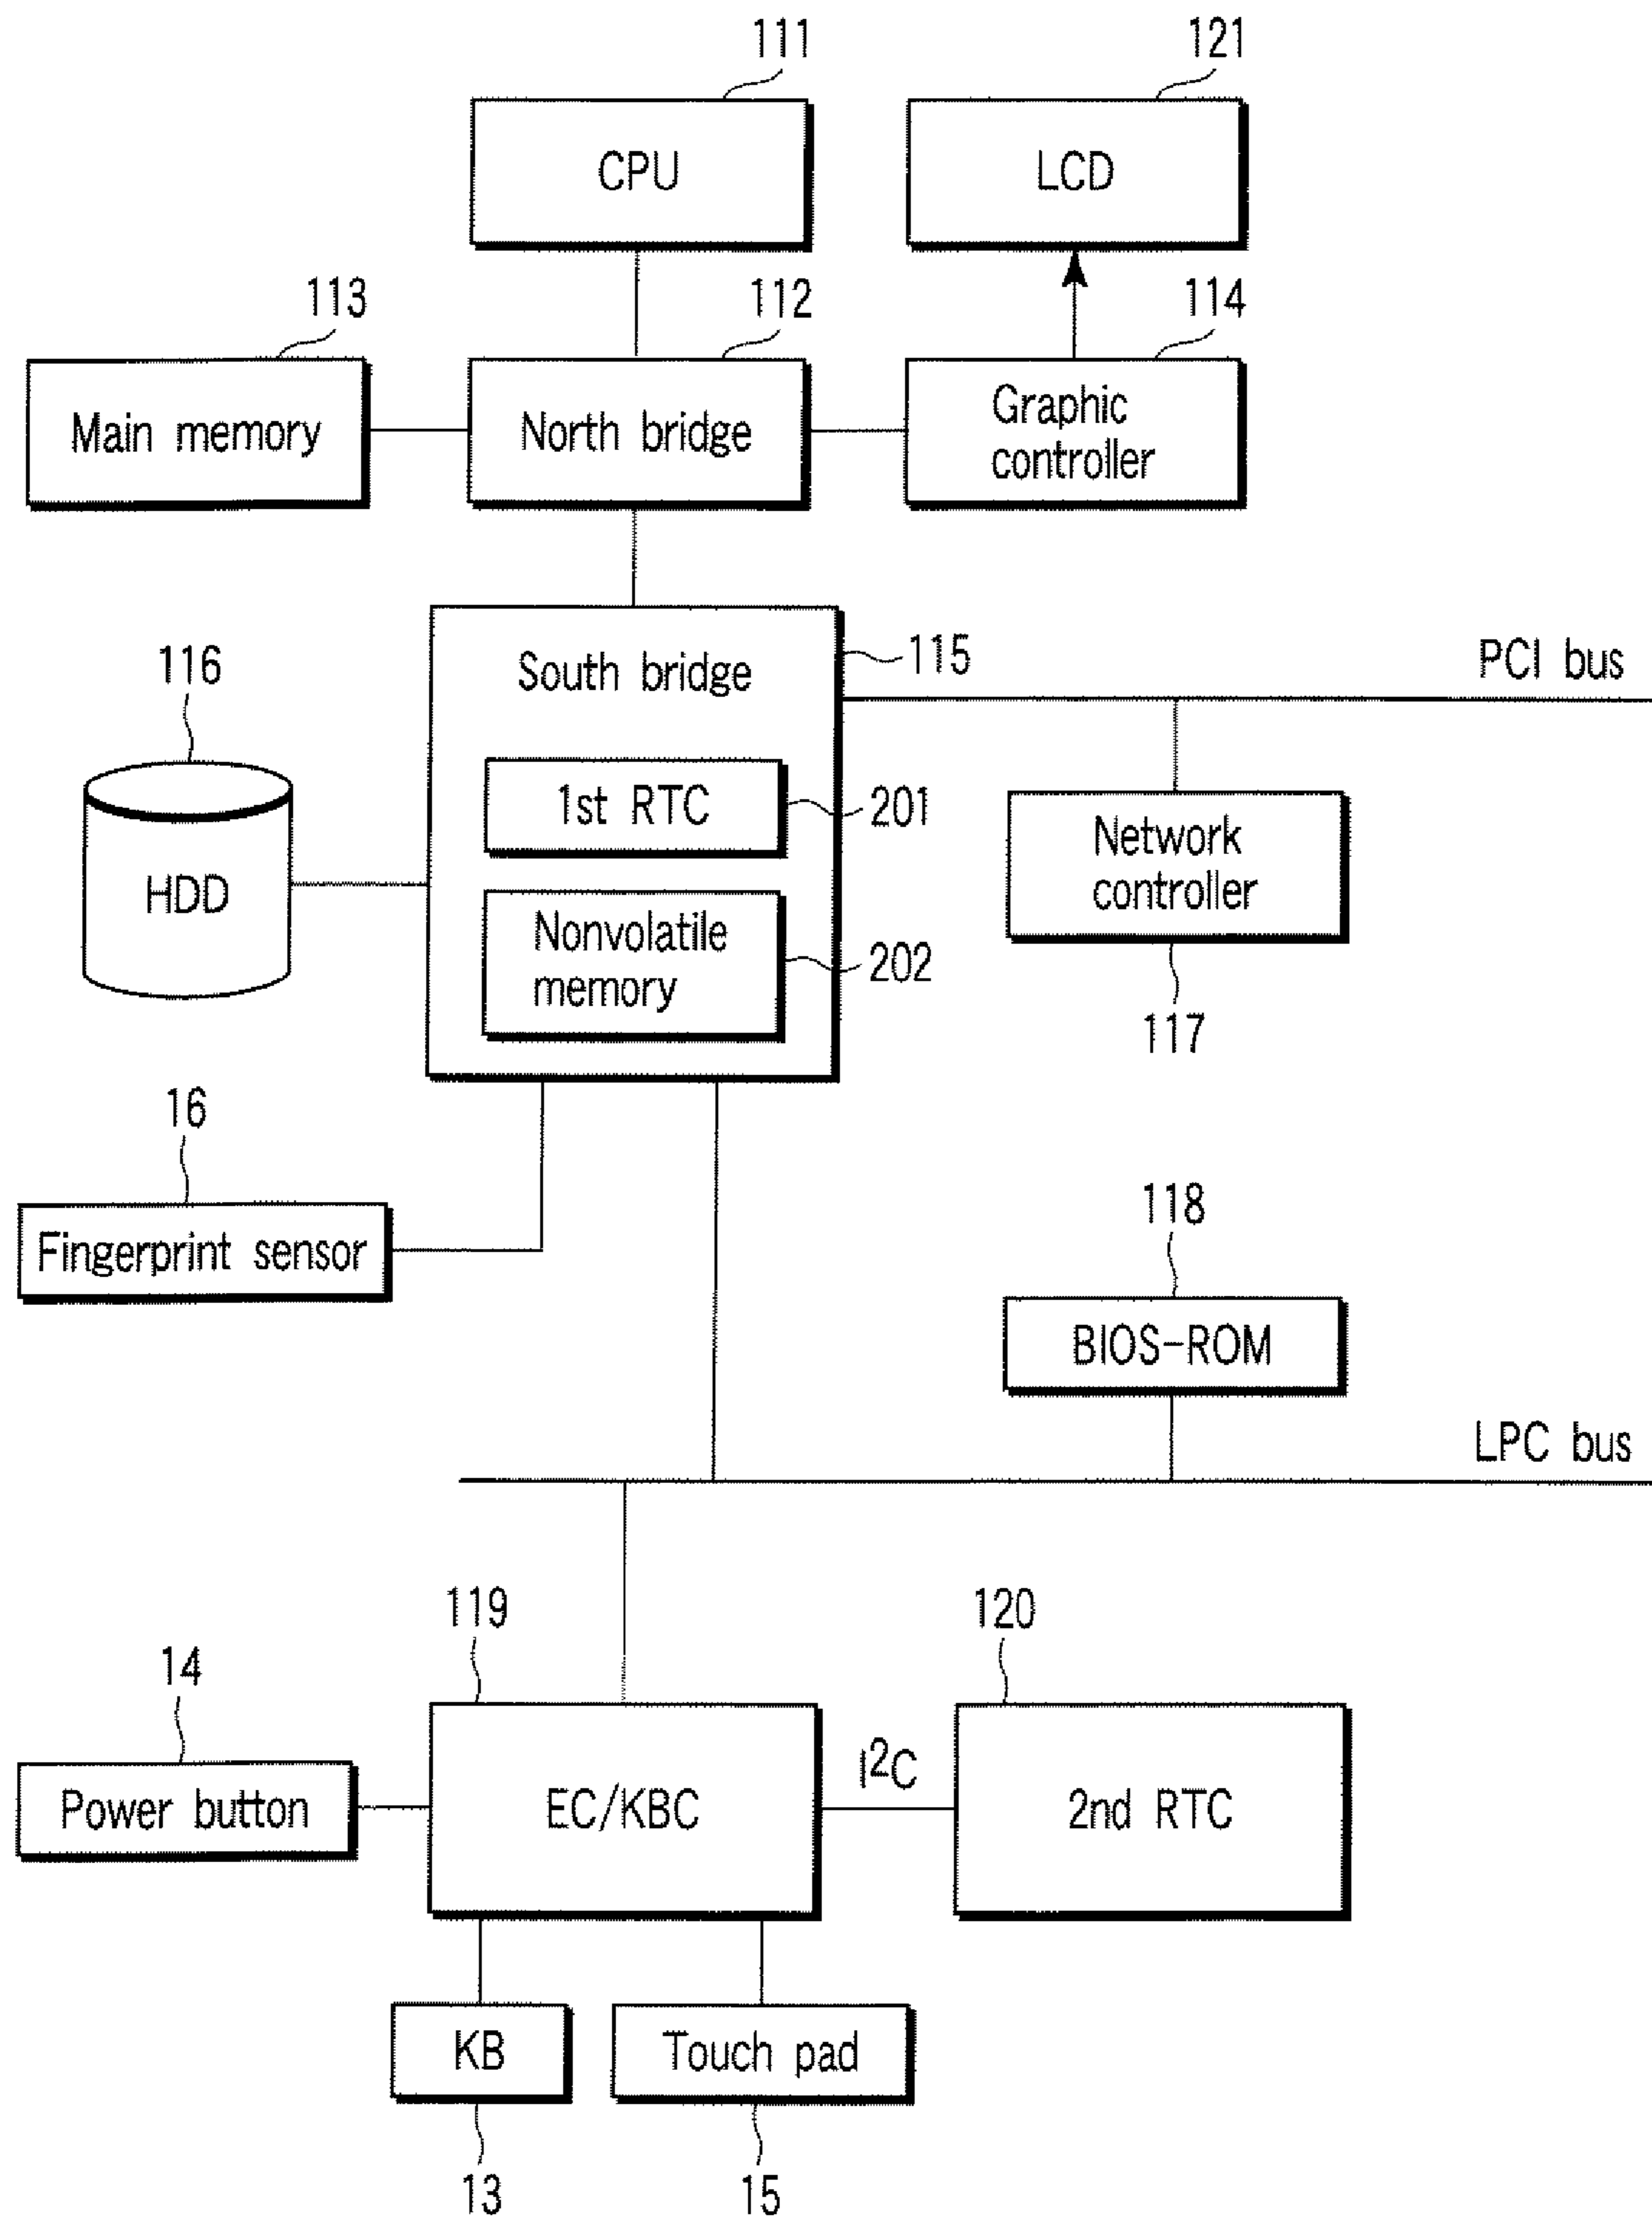 111
121
CPU
LCD
113
112
114
Main memory
North bridge
Graphic
controller
116
South bridge
115
PCI bus
1st RTC
201
HDD
Network
controller
Nonvolatile
memory
202
117
16
Fingerprint sensor
118
BIOS-ROM
LPC bus
119
120
14
Power button
EC/KBC
I²C
2nd RTC
KB
Touch pad
13
15